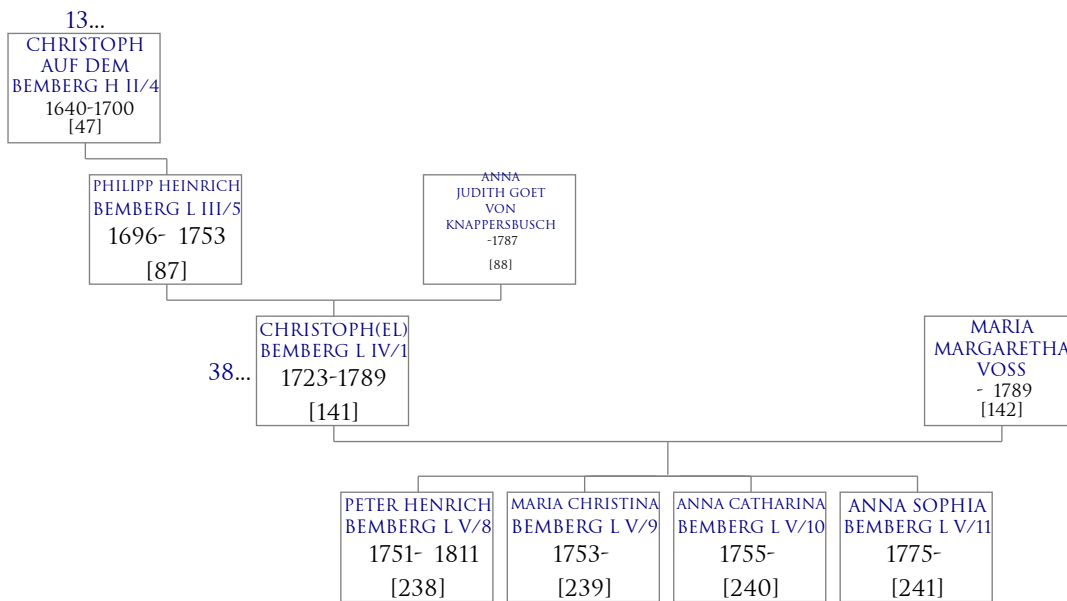 13...
CHRISTOPH
AUF DEM
BEMBERG H II/4
1640-1700
[47]
PHILIPP HEINRICH
BEMBERG L III/5
1696- 1753
[87]
ANNA
JUDITH GOET
VON
KNAPPERSBUSCH
-1787
[88]
38...
CHRISTOPH(EL)
BEMBERG L IV/1
1723-1789
[141]
MARIA
MARGARETHA
VOSS
- 1789
[142]
PETER HENRICH
BEMBERG L V/8
1751- 1811
[238]
MARIA CHRISTINA
BEMBERG L V/9
1753-
[239]
ANNA CATHARINA
BEMBERG L V/10
1755-
[240]
ANNA SOPHIA
BEMBERG L V/11
1775-
[241]